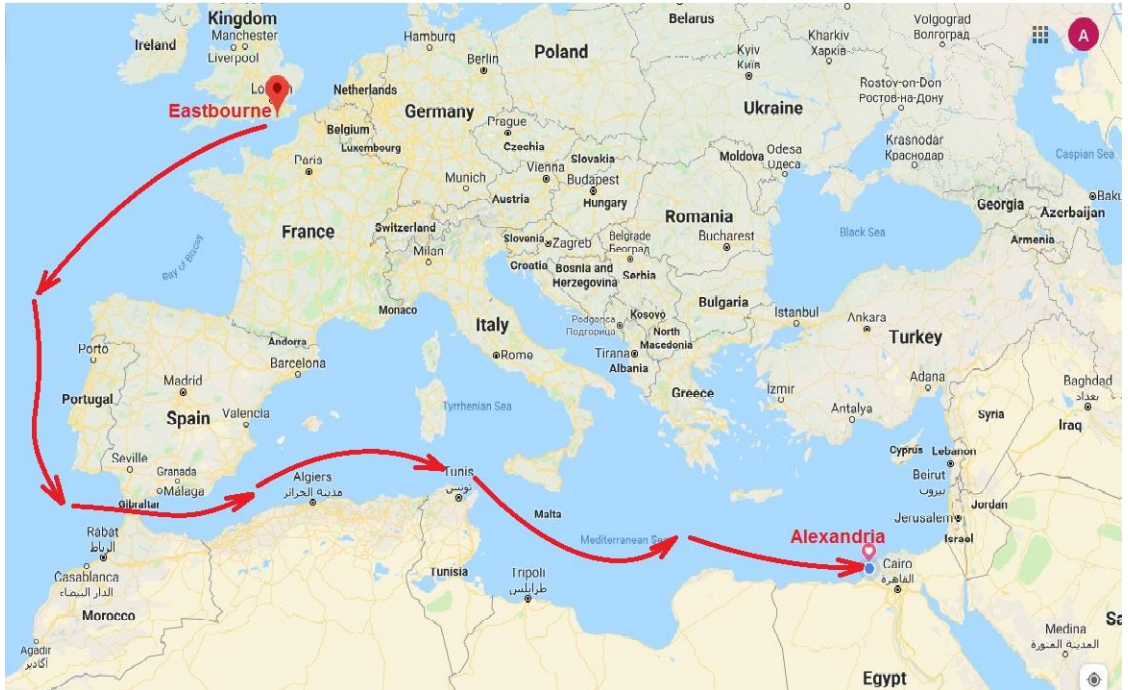 Kingdom
Manchester
Liverpool
Ireland
Eastbourne
Hamburg
Berlin
Poland
Belarus
Kyiv
Київ
Kharkiv
Харків
Volgograd
Волгоград
A
Netherlands
Germany
Belgium
Luxembourg
Prague
Czechia
Ukraine
Rostov-on-Don
Ростов-на-Дону
Krasnodar
Краснодар
Caspian Sea
Paris
Munich
Vienna
Slovakia
Budapest
Hungary
Austria
Moldova
Odesa
Одеса
France
Switzerland
Milan
Slovenia
Zagreb
Croatia
Bosnia and
Herzegovina
Belgrade
Београд
Serbia
Romania
Bucharest
Black Sea
Georgia
Armenia
Azerbaijan
Baku
Bay of Biscay
Monaco
Andorra
Italy
Rome
Podgorica
Подгорица
Kosovo
North
Macedonia
Bulgaria
Tirana
Albania
Istanbul
Ankara
Turkey
Porto
Portugal
Madrid
Spain
Barcelona
Valencia
Tyrrhenian Sea
Greece
İzmir
Antalya
Adana
Baghdad
بغداد
Syria
Iraq
Seville
Granada
Málaga
Gibraltar
Algiers
مدينة الجزائر
Tunis
تونس
Malta
Mediterranean Sea
Cyprus
Lebanon
Beirut
بيروت
Jerusalem
Israel
Jordan
Rabat
الرباط
Casablanca
الدار البيضاء
Morocco
Agadir
أكادير
Tunisia
Tripoli
طرابلس
Alexandria
Cairo
القاهرة
Egypt
Medina
المدينة المنورة
Sa